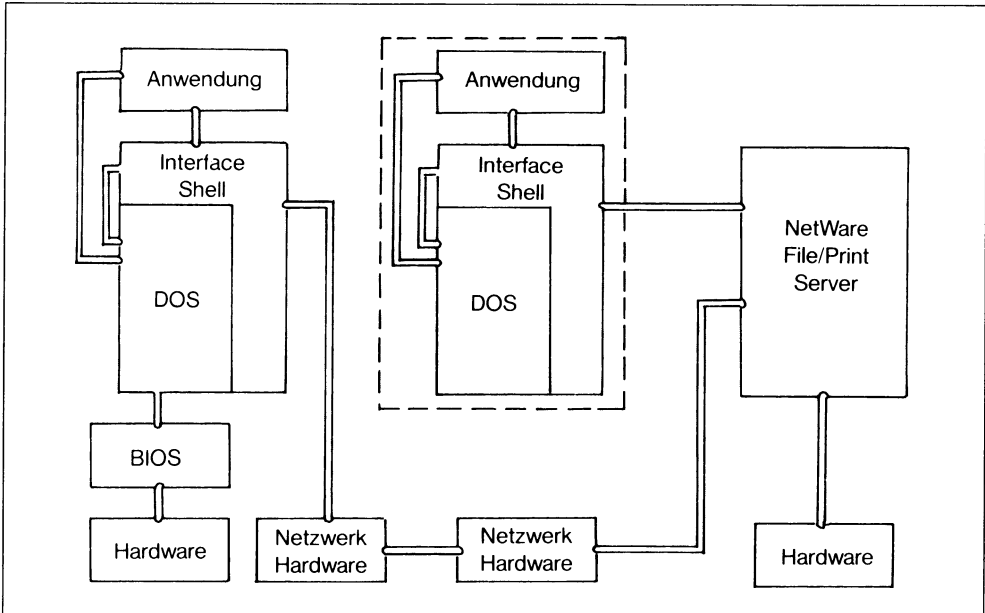 Anwendung
Interface
Shell
DOS
BIOS
Hardware
Anwendung
Interface
Shell
DOS
NetWare
File/Print
Server
Netzwerk
Hardware
Netzwerk
Hardware
Hardware